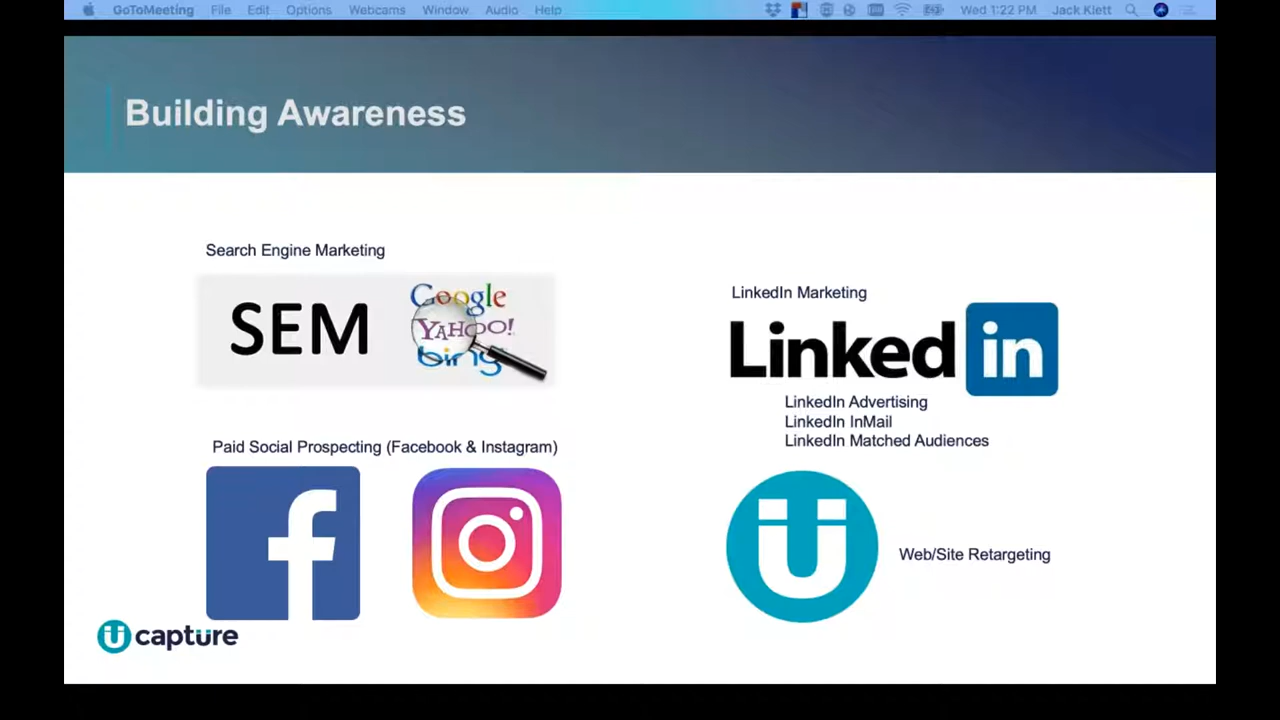 GoToMeeting File Edit Options Webcams Window Audio Help Wed 1:22 PM Jack Klett
Building Awareness
Search Engine Marketing
SEM
Google
YAHOO!
bing
LinkedIn Marketing
Linked in
LinkedIn Advertising
LinkedIn InMail
LinkedIn Matched Audiences
Paid Social Prospecting (Facebook & Instagram)
f
Ü
Web/Site Retargeting
Ü capture